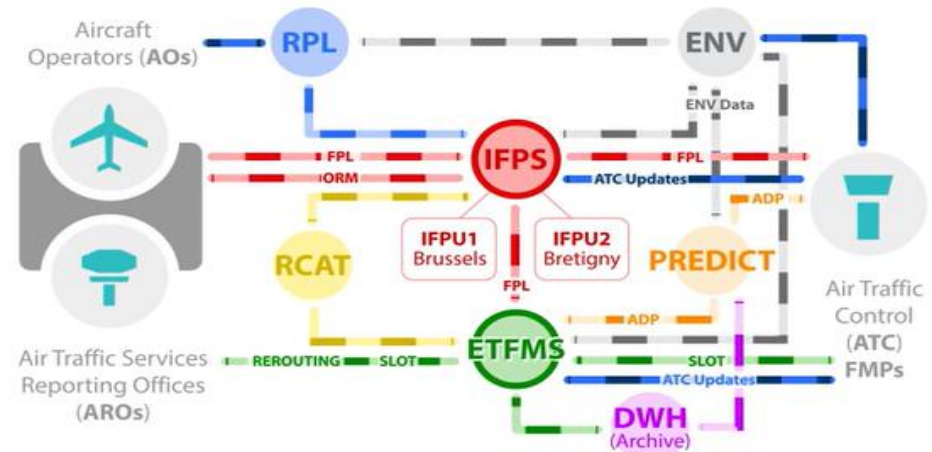 Aircraft
Operators (AOs)
RPL
ENV
ENV Data
IFPS
FPL
ORM
FPL
ATC Updates
ADP
IFPU1
Brussels
IFPU2
Bretigny
RCAT
PREDICT
FPL
Air Traffic
Control
(ATC)
FMPs
ADP
ETFMS
Air Traffic Services
Reporting Offices
(AROs)
REROUTING
SLOT
SLOT
ATC Updates
DWH
(Archive)